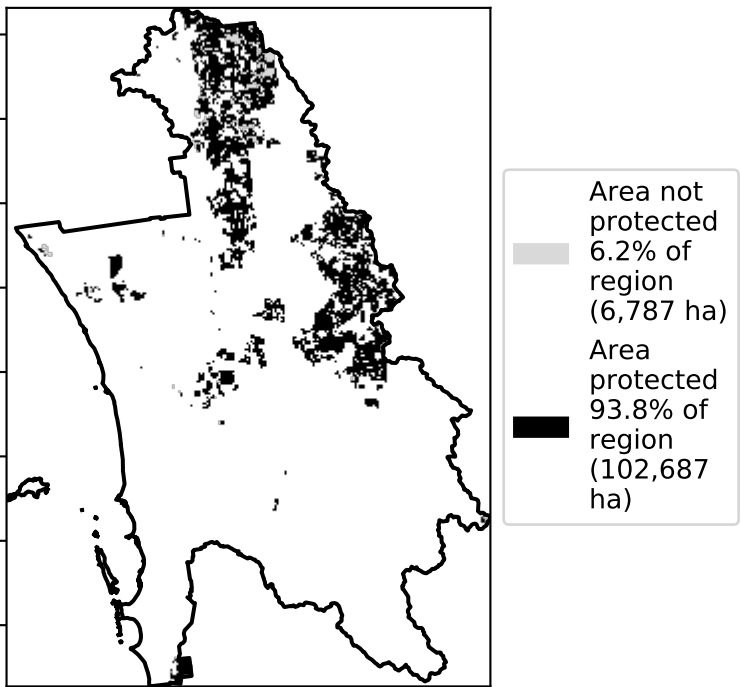 Area not
protected
6.2% of
region
(6,787 ha)
Area
protected
93.8% of
region
(102,687
ha)